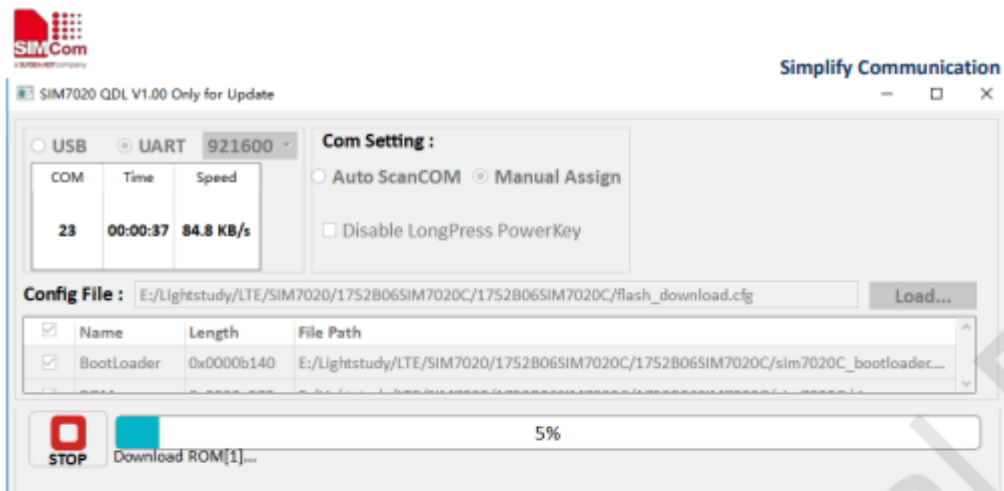 SIMCom
Simplify Communication
SIM7020 QDL V1.00 Only for Update
USB UART 921600
Com Setting :
COM Time Speed
Auto ScanCOM Manual Assign
23 00:00:37 84.8 KB/s
Disable LongPress PowerKey
Config File : E:/Lightstudy/LTE/SIM7020/1752B06SIM7020C/1752B06SIM7020C/flash_download.cfg Load...
Name Length File Path
BootLoader 0x0000b140 E:/Lightstudy/LTE/SIM7020/1752B06SIM7020C/1752B06SIM7020C/sim7020C_bootloader....
5%
STOP Download ROM[1]....